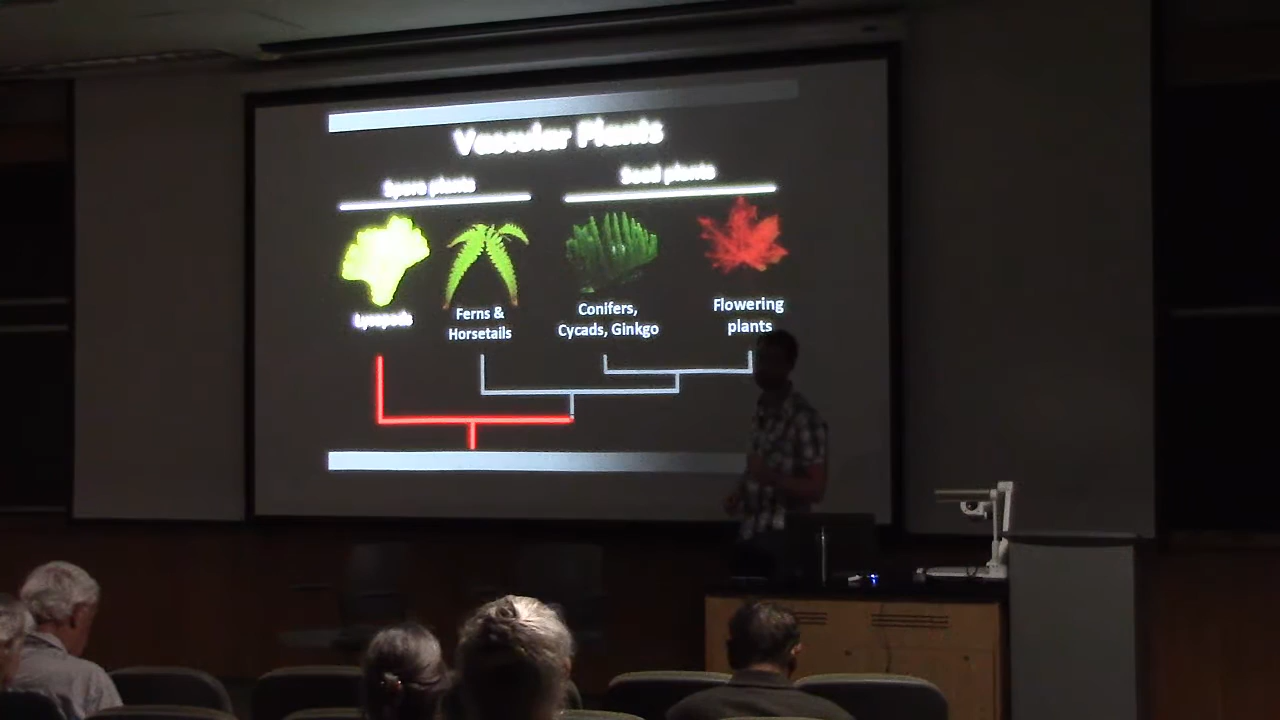 Vascular Plants
Spore plants
Seed plants
Lycopods
Ferns &
Horsetails
Conifers,
Cycads, Ginkgo
Flowering
plants